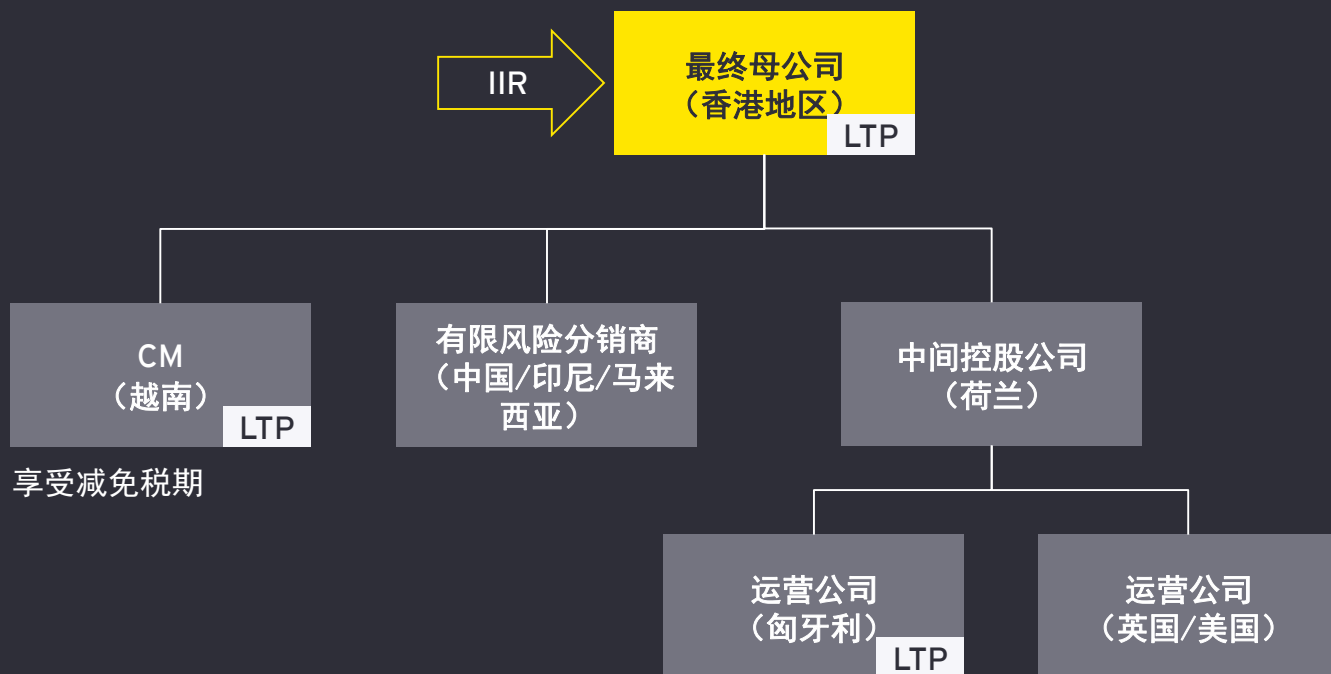 IIR
最终母公司
（香港地区）
LTP
CM
（越南）
LTP
有限风险分销商
（中国/印尼/马来
西亚）
中间控股公司
（荷兰）
享受减免税期
运营公司
（匈牙利）
LTP
运营公司
（英国/美国）